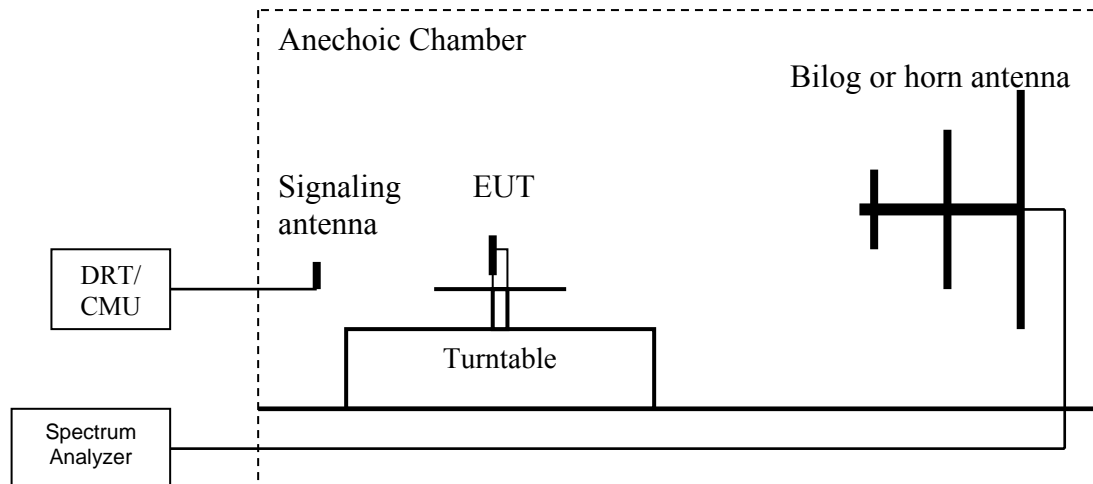 Anechoic Chamber
Bilog or horn antenna
Signaling
antenna
EUT
DRT/
CMU
Turntable
Spectrum
Analyzer